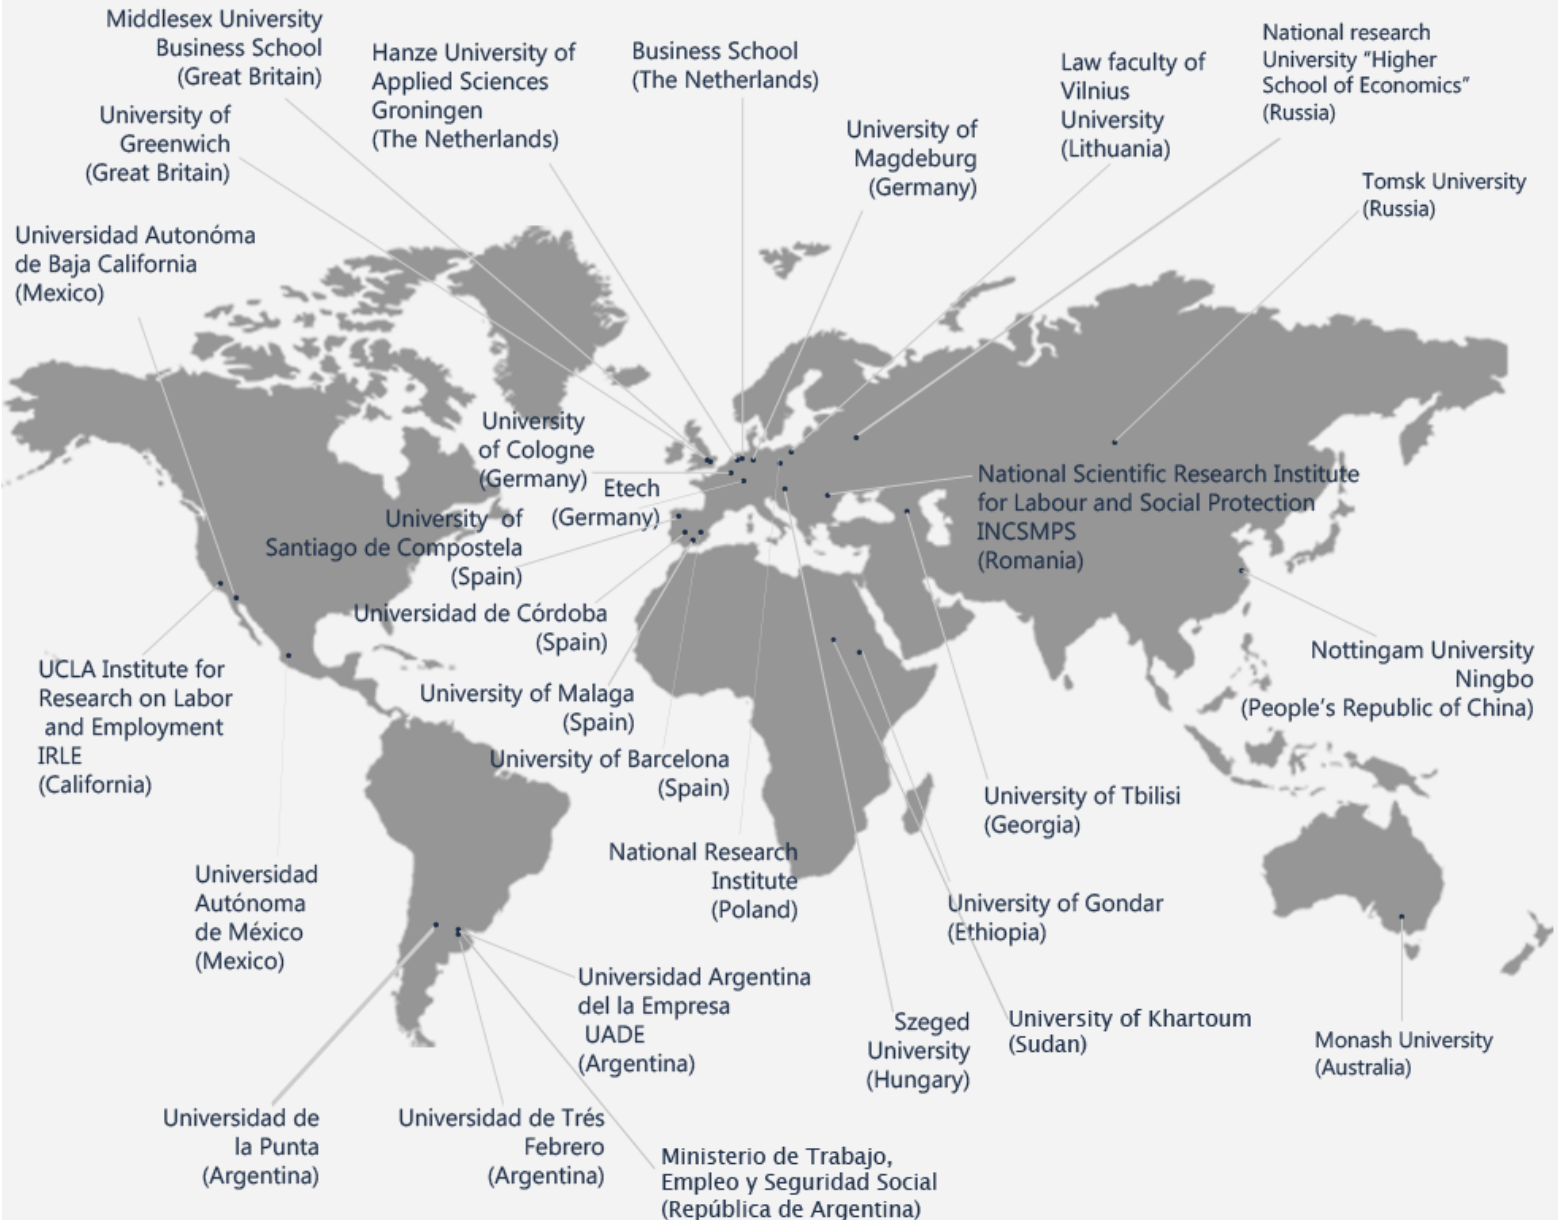 Middlesex University
Business School
(Great Britain)
Hanze University of
Applied Sciences
Groningen
(The Netherlands)
Business School
(The Netherlands)
Law faculty of
Vilnius
University
(Lithuania)
National research
University “Higher
School of Economics”
(Russia)
University of
Greenwich
(Great Britain)
University of
Magdeburg
(Germany)
Tomsk University
(Russia)
Universidad Autonóma
de Baja California
(Mexico)
University
of Cologne
(Germany)
Etech
(Germany)
National Scientific Research Institute
for Labour and Social Protection
INCSMPS
(Romania)
University of
Santiago de Compostela
(Spain)
Universidad de Córdoba
(Spain)
UCLA Institute for
Research on Labor
and Employment
IRLE
(California)
University of Malaga
(Spain)
Nottingam University
Ningbo
(People’s Republic of China)
University of Barcelona
(Spain)
University of Tbilisi
(Georgia)
National Research
Institute
(Poland)
Universidad
Autónoma
de México
(Mexico)
University of Gondar
(Ethiopia)
Universidad Argentina
del la Empresa
UADE
(Argentina)
Szeged
University
(Hungary)
University of Khartoum
(Sudan)
Monash University
(Australia)
Universidad de
la Punta
(Argentina)
Universidad de Trés
Febrero
(Argentina)
Ministerio de Trabajo,
Empleo y Seguridad Social
(República de Argentina)